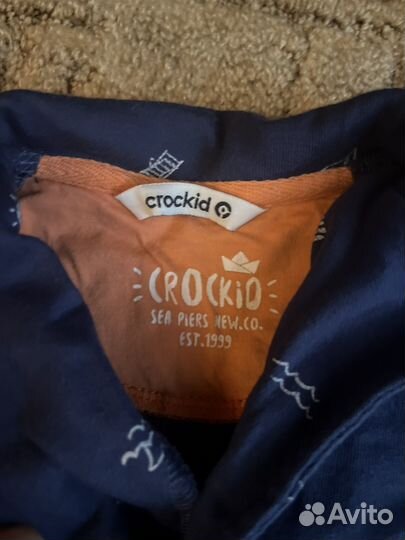 crockid
CROCKiD
SEA PIERS NEW.CO.
EST.1999
Avito